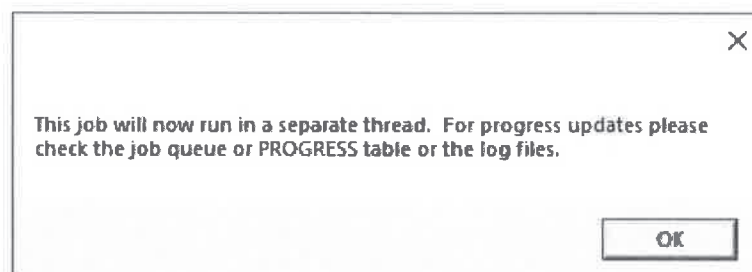 This job will now run in a separate thread. For progress updates please
check the job queue or PROGRESS table or the log files.
OK